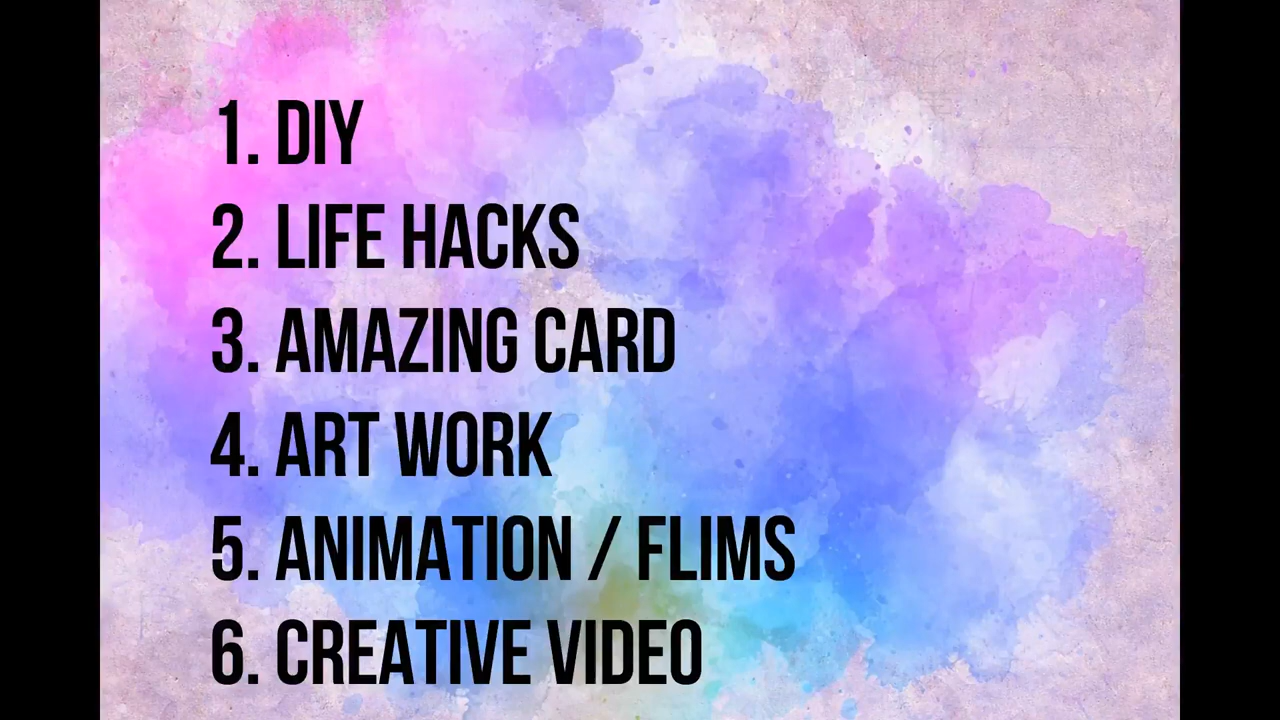 1. DIY
2. LIFE HACKS
3. AMAZING CARD
4. ART WORK
5. ANIMATION / FLIMS
6. CREATIVE VIDEO